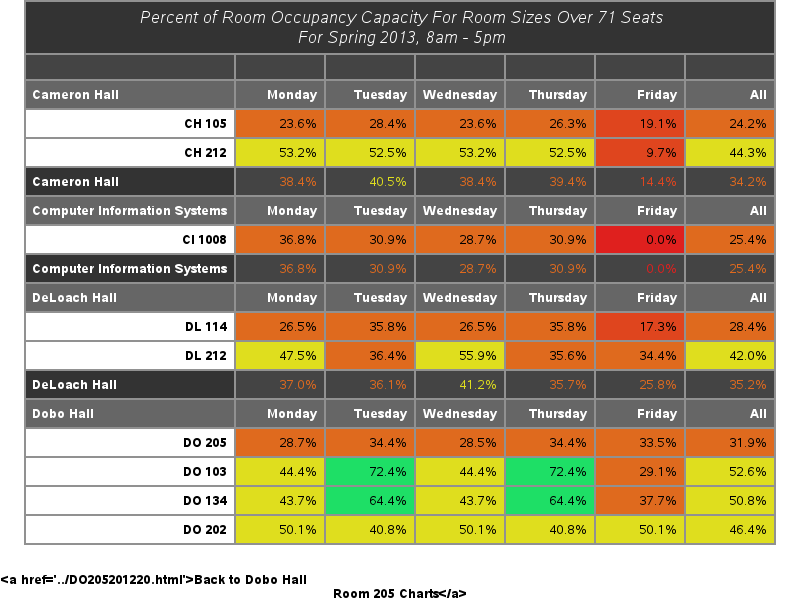 Percent of Room Occupancy Capacity For Room Sizes Over 71 Seats
For Spring 2013, 8am - 5pm
Cameron Hall Monday Tuesday Wednesday Thursday Friday All
CH 105 23.6% 28.4% 23.6% 26.3% 19.1% 24.2%
CH 212 53.2% 52.5% 53.2% 52.5% 9.7% 44.3%
Cameron Hall 38.4% 40.5% 38.4% 39.4% 14.4% 34.2%
Computer Information Systems Monday Tuesday Wednesday Thursday Friday All
CI 1008 36.8% 30.9% 28.7% 30.9% 0.0% 25.4%
Computer Information Systems 36.8% 30.9% 28.7% 30.9% 0.0% 25.4%
DeLoach Hall Monday Tuesday Wednesday Thursday Friday All
DL 114 26.5% 35.8% 26.5% 35.8% 17.3% 28.4%
DL 212 47.5% 36.4% 55.9% 35.6% 34.4% 42.0%
DeLoach Hall 37.0% 36.1% 41.2% 35.7% 25.8% 35.2%
Dobo Hall Monday Tuesday Wednesday Thursday Friday All
DO 205 28.7% 34.4% 28.5% 34.4% 33.5% 31.9%
DO 103 44.4% 72.4% 44.4% 72.4% 29.1% 52.6%
DO 134 43.7% 64.4% 43.7% 64.4% 37.7% 50.8%
DO 202 50.1% 40.8% 50.1% 40.8% 50.1% 46.4%
<a href='../DO205201220.html'>Back to Dobo Hall
Room 205 Charts</a>